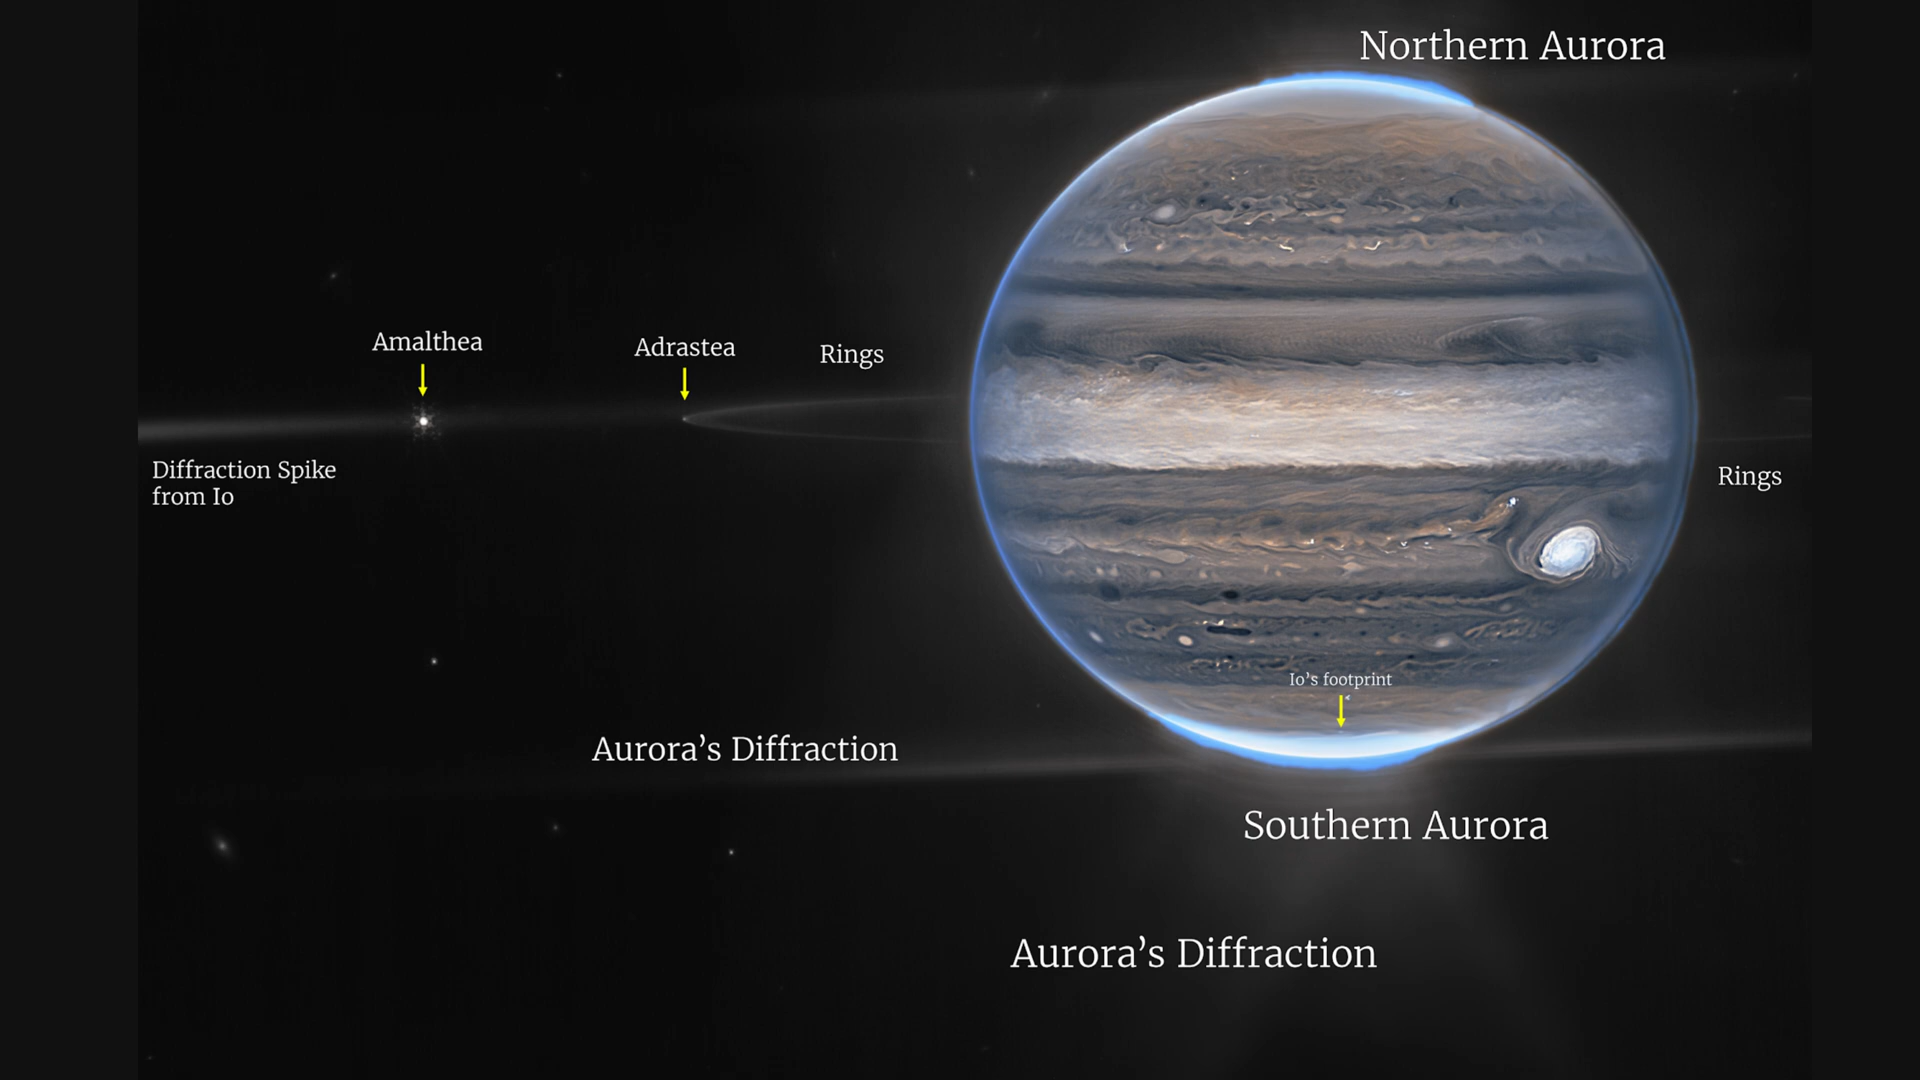 Northern Aurora
Amalthea
Adrastea
Rings
Diffraction Spike
from Io
Rings
Io’s footprint
Aurora’s Diffraction
Southern Aurora
Aurora’s Diffraction